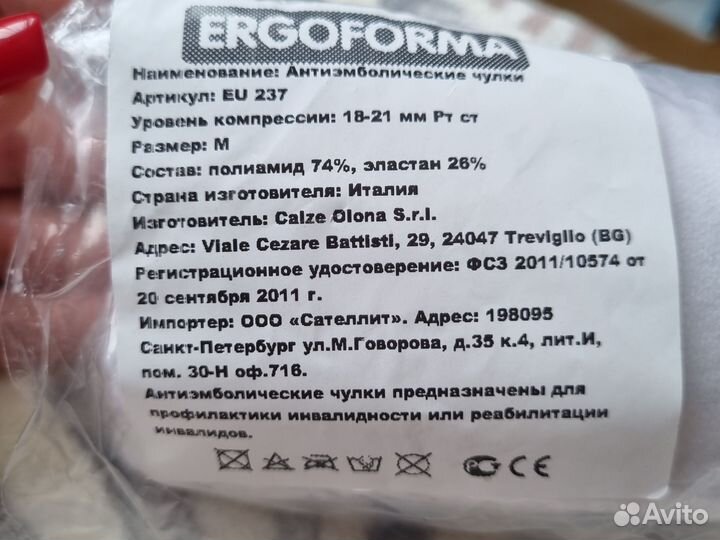 ERGOFORMA
Наименование: Антиэмболические чулки
Артикул: EU 237
Уровень компрессии: 18-21 мм Рт ст
Размер: M
Состав: полиамид 74%, эластан 26%
Страна изготовителя: Италия
Изготовитель: Calze Olona S.r.l.
Адрес: Viale Cezare Battisti, 29, 24047 Treviglio (BG)
Регистрационное удостоверение: ФСЗ 2011/10574 от
20 сентября 2011 г.
Импортер: ООО «Сателлит». Адрес: 198095
Санкт-Петербург ул.М.Говорова, д.35 к.4, лит.И,
пом. 30-Н оф.716.
Антиэмболические чулки предназначены для
профилактики инвалидности или реабилитации
инвалидов.
РСТ CE
Avito